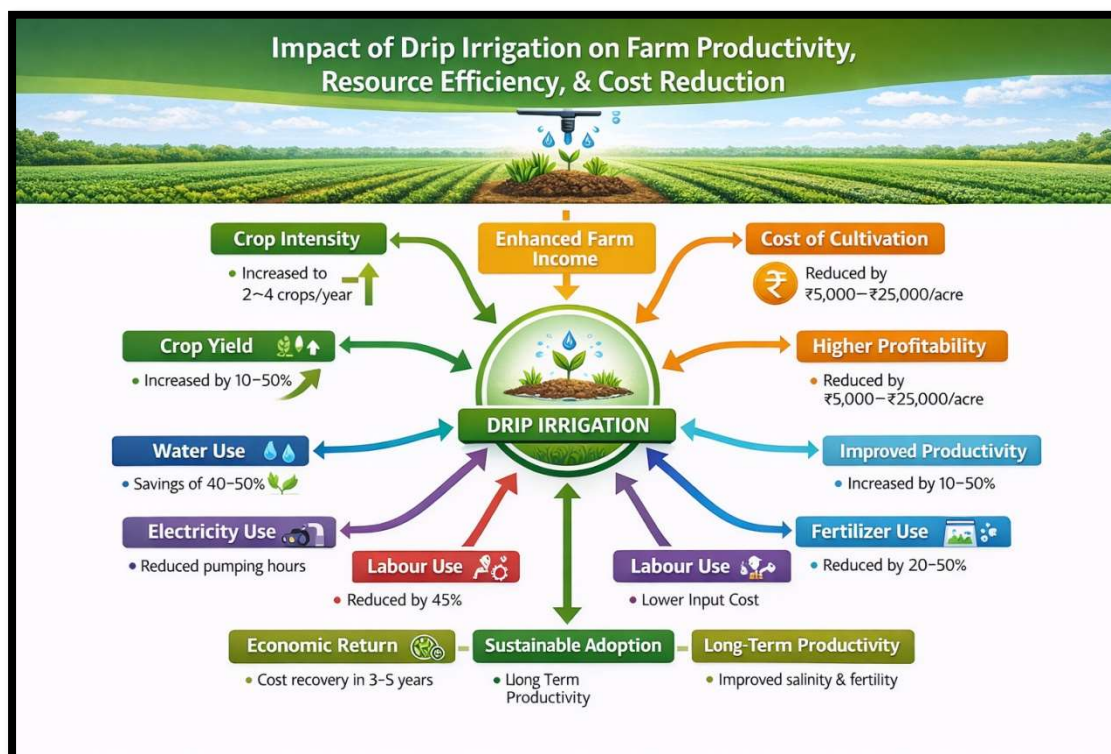 Impact of Drip Irrigation on Farm Productivity,
Resource Efficiency, & Cost Reduction
Crop Intensity
• Increased to
2~4 crops/year
Enhanced Farm
Income
Cost of Cultivation
₹
Reduced by
₹5,000–₹25,000/acre
Crop Yield
• Increased by 10–50%
Higher Profitability
• Reduced by
₹5,000–₹25,000/acre
DRIP IRRIGATION
Water Use
• Savings of 40–50%
Improved Productivity
• Increased by 10–50%
Electricity Use
• Reduced pumping hours
Labour Use
• Reduced by 45%
Labour Use
• Lower Input Cost
Fertilizer Use
• Reduced by 20–50%
Economic Return
• Cost recovery in 3–S years
Sustainable Adoption
• Llong Term
Productivity
Long-Term Productivity
• Improved salinity & fertility